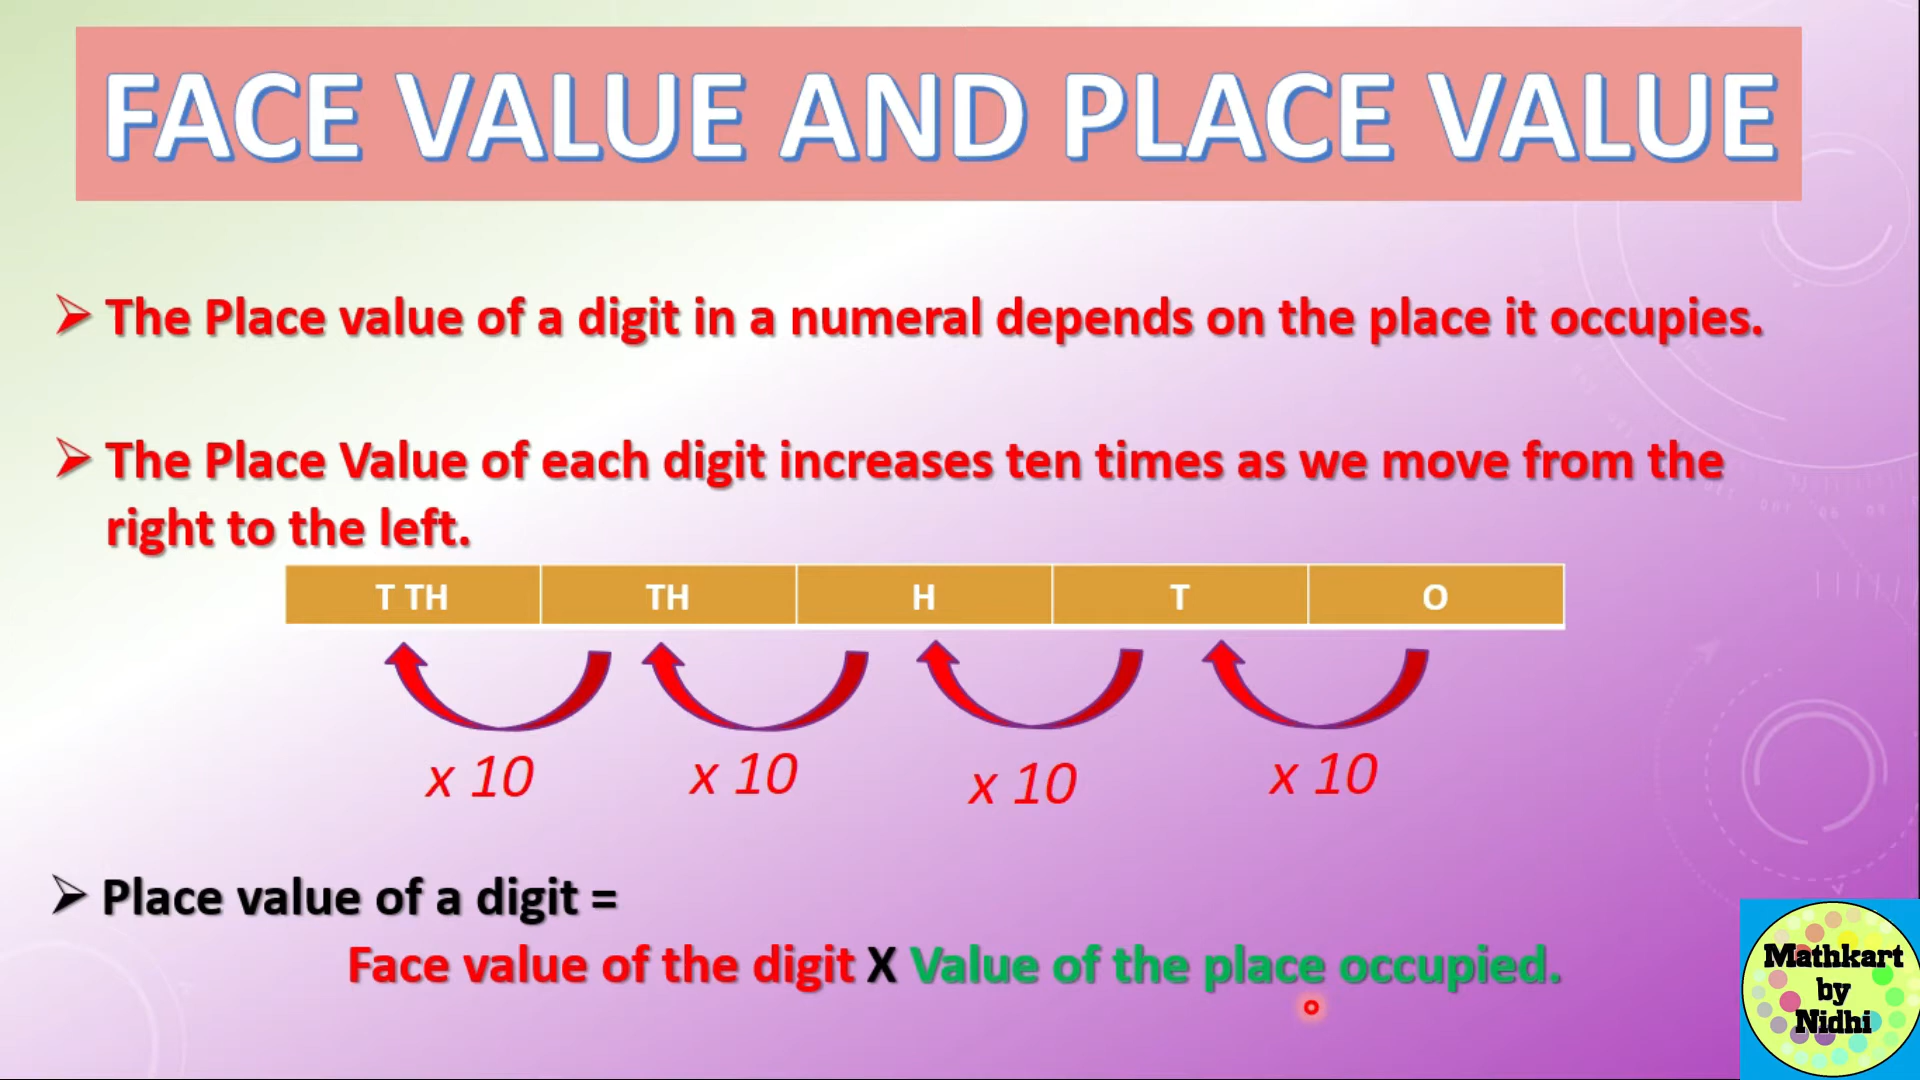 FACE VALUE AND PLACE VALUE
The Place value of a digit in a numeral depends on the place it occupies.
The Place Value of each digit increases ten times as we move from the
right to the left.
T TH TH H T O
x 10 x 10 x 10 x 10
Place value of a digit =
Face value of the digit X Value of the place occupied.
Mathkart
by
Nidhi